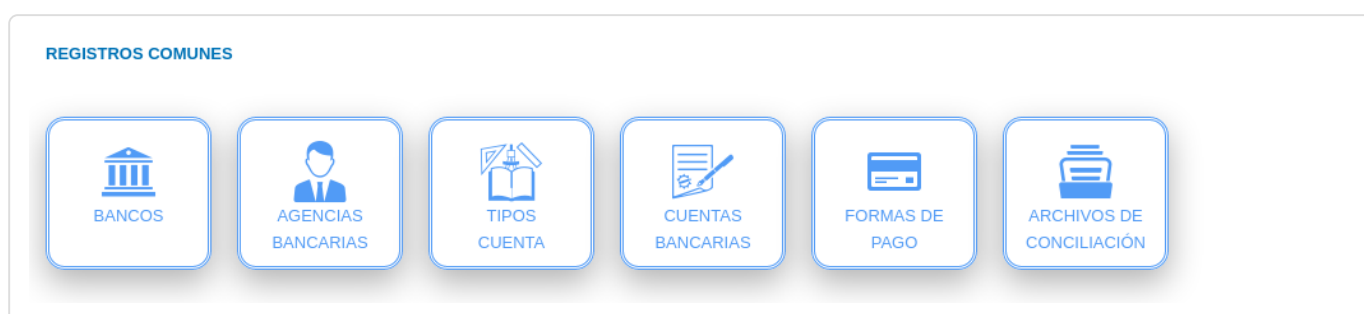 REGISTROS COMUNES
BANCOS
AGENCIAS
BANCARIAS
TIPOS
CUENTA
CUENTAS
BANCARIAS
FORMAS DE
PAGO
ARCHIVOS DE
CONCILIACIÓN